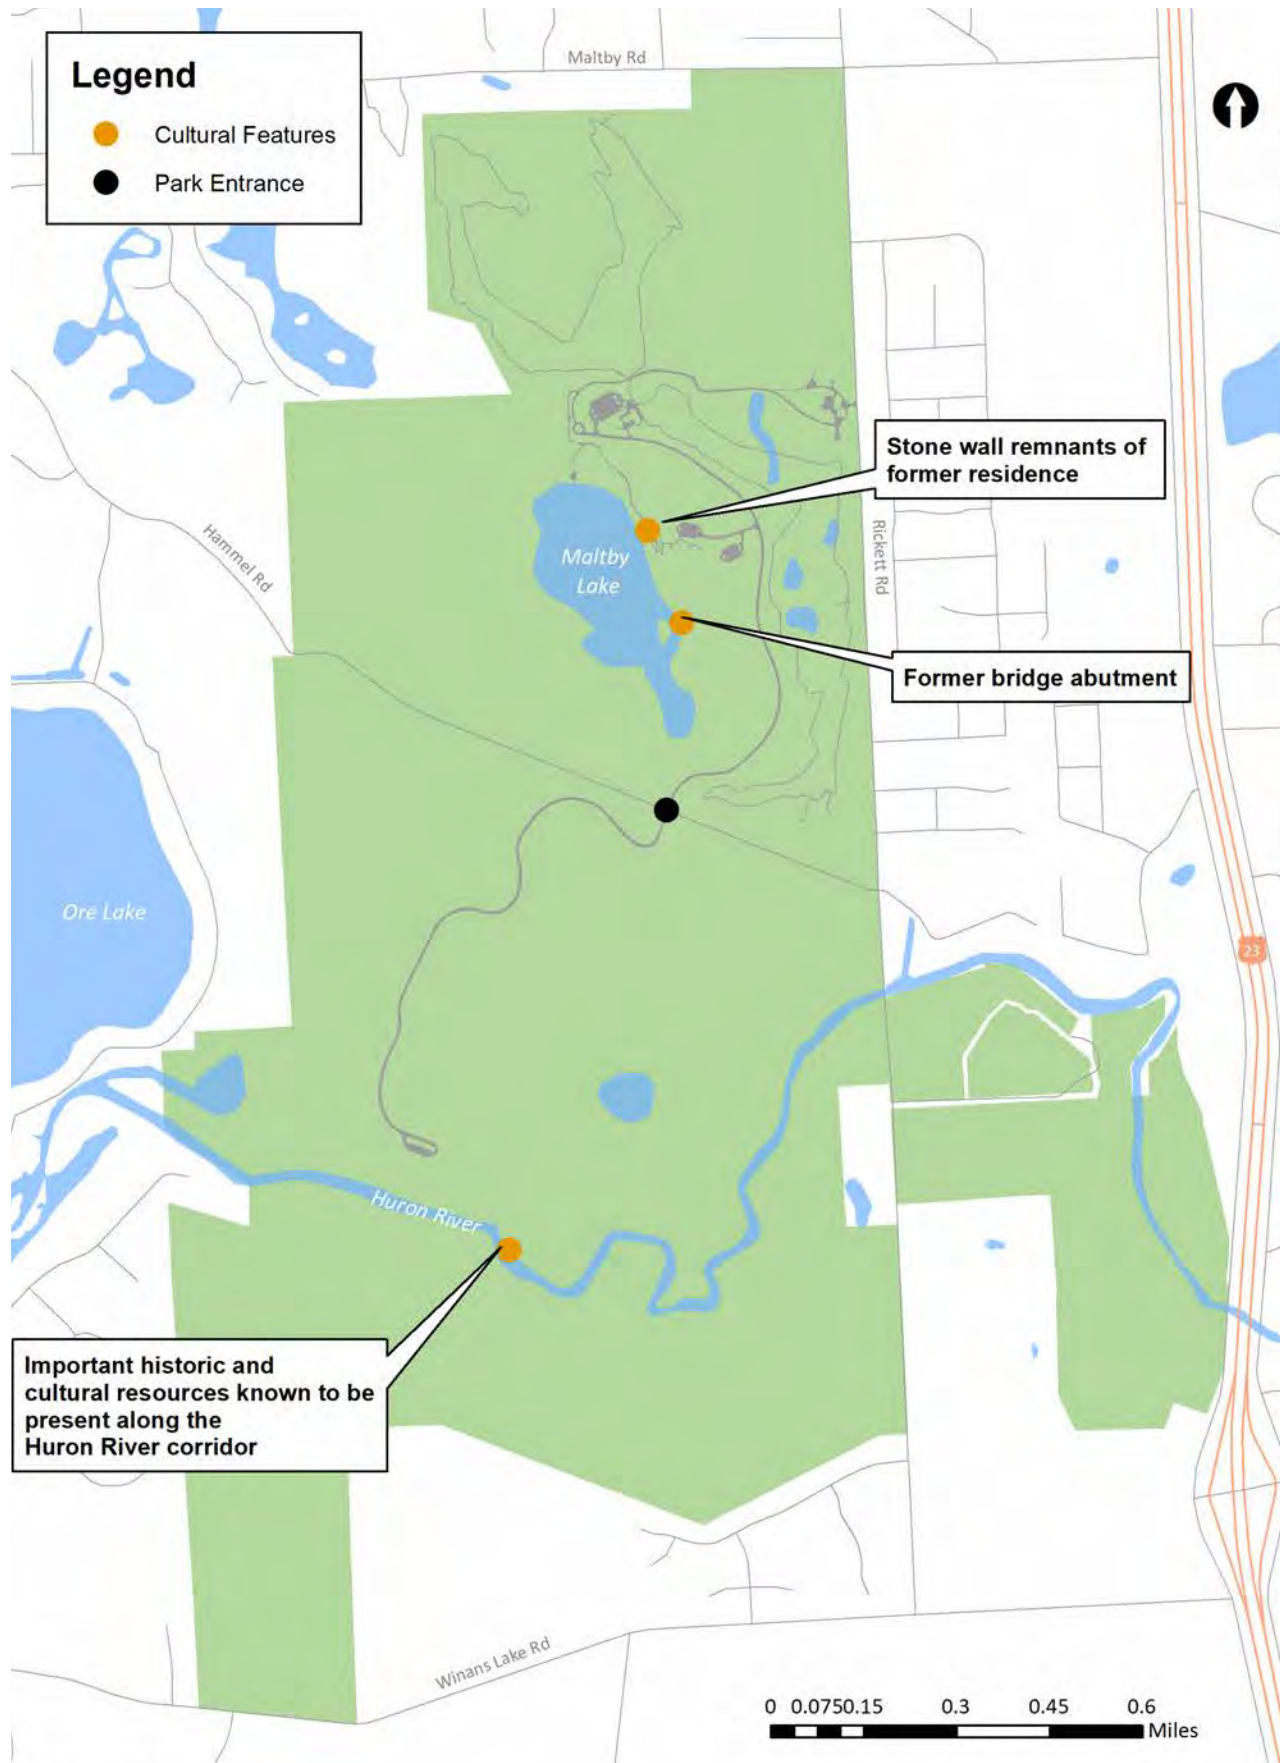 Maltby Rd
Legend
Cultural Features
Park Entrance
Stone wall remnants of
former residence
Hammel Rd
Rickett Rd
Maltby
Lake
Former bridge abutment
Ore Lake
23
Huron River
Important historic and
cultural resources known to be
present along the
Huron River corridor
Winans Lake Rd
0 0.075 0.15 0.3 0.45 0.6
Miles